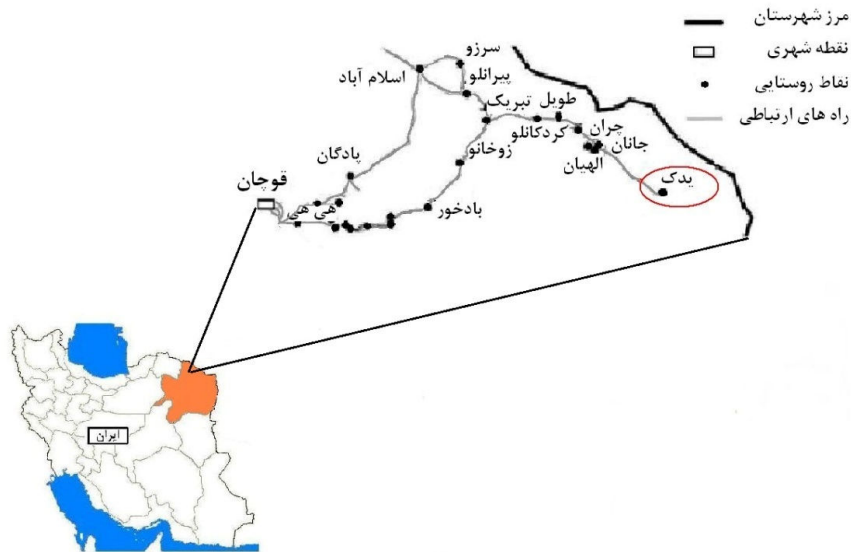 مرز شهرستان
نقطه شهری
نقاط روستایی
راه های ارتباطی
سرزو
پیرانلو
اسلام آباد
تبریک
طویل
کردکانلو
چران
جانان
الهیان
یدک
زوخانو
پادگان
قوچان
هی هی
بادخور
ایران